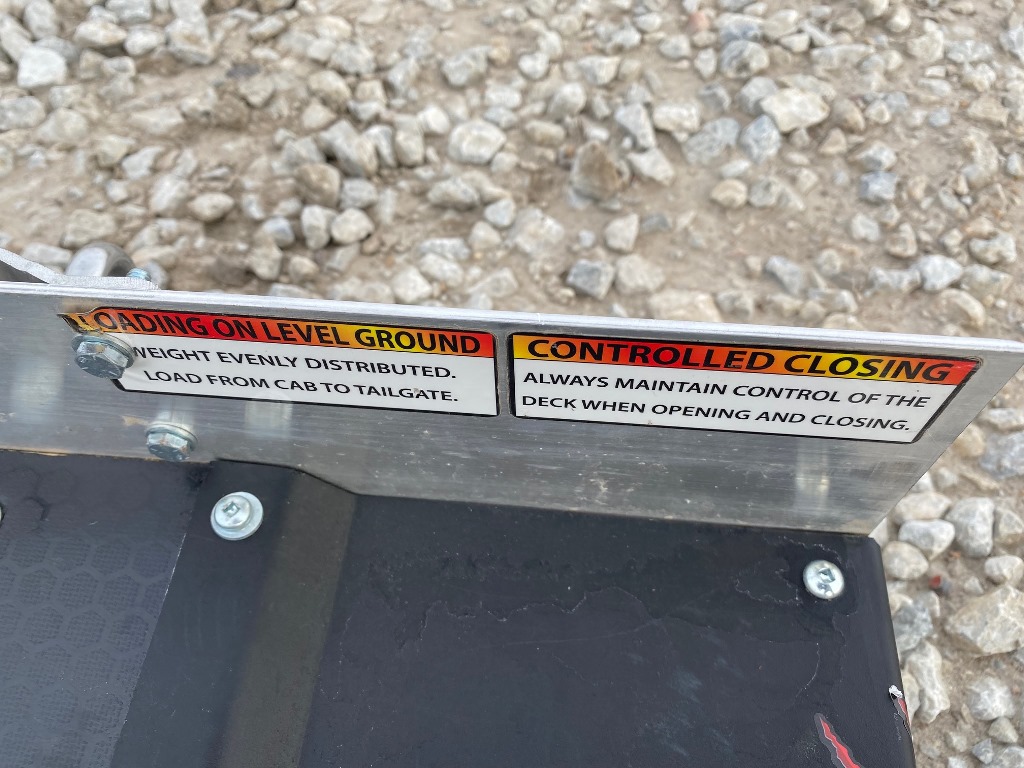 LOADING ON LEVEL GROUND
WEIGHT EVENLY DISTRIBUTED.
LOAD FROM CAB TO TAILGATE.
CONTROLLED CLOSING
ALWAYS MAINTAIN CONTROL OF THE
DECK WHEN OPENING AND CLOSING.